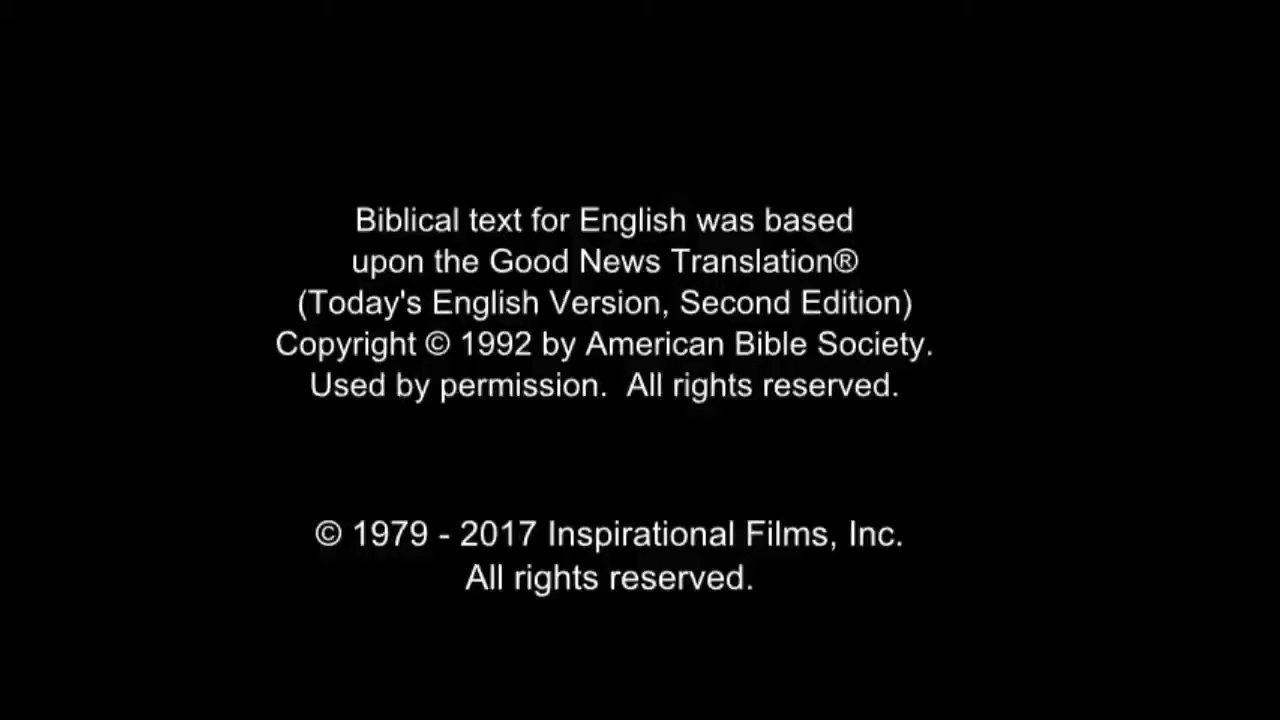 Biblical text for English was based
upon the Good News Translation®
(Today's English Version, Second Edition)
Copyright © 1992 by American Bible Society.
Used by permission.  All rights reserved.
© 1979 - 2017 Inspirational Films, Inc.
All rights reserved.